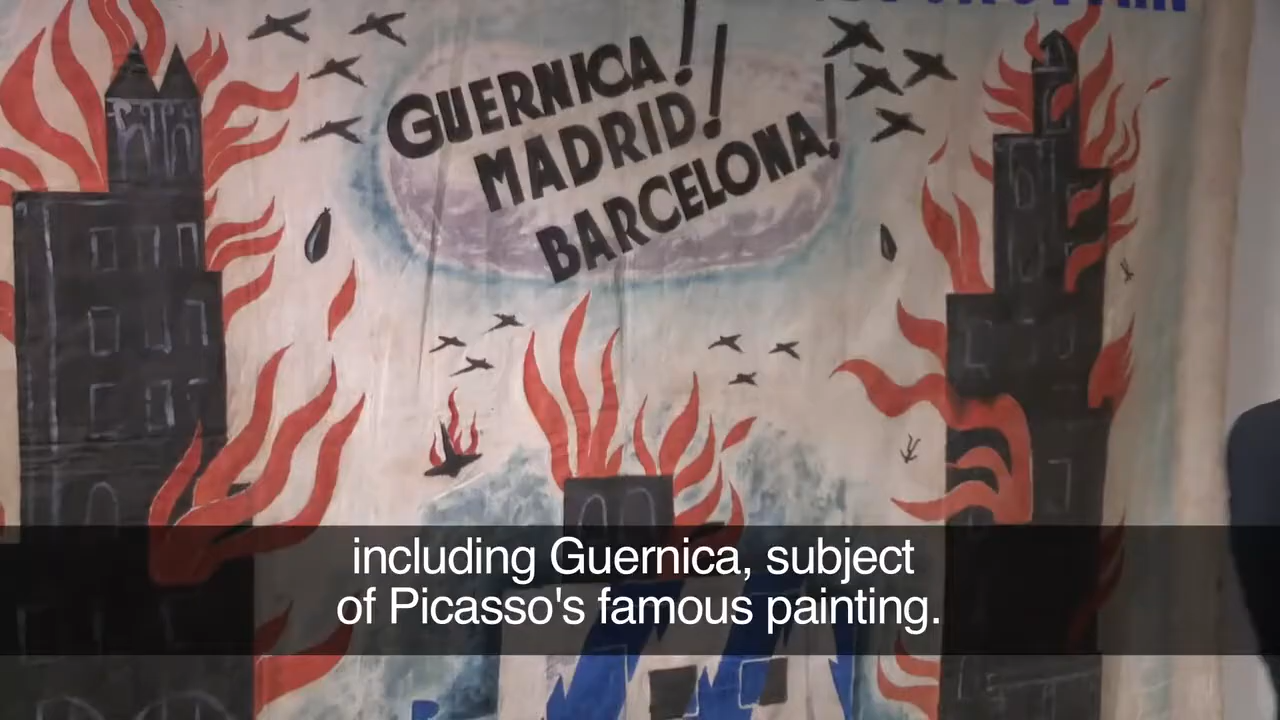 GUERNICA!
MADRID!
BARCELONA!
including Guernica, subject
of Picasso's famous painting.